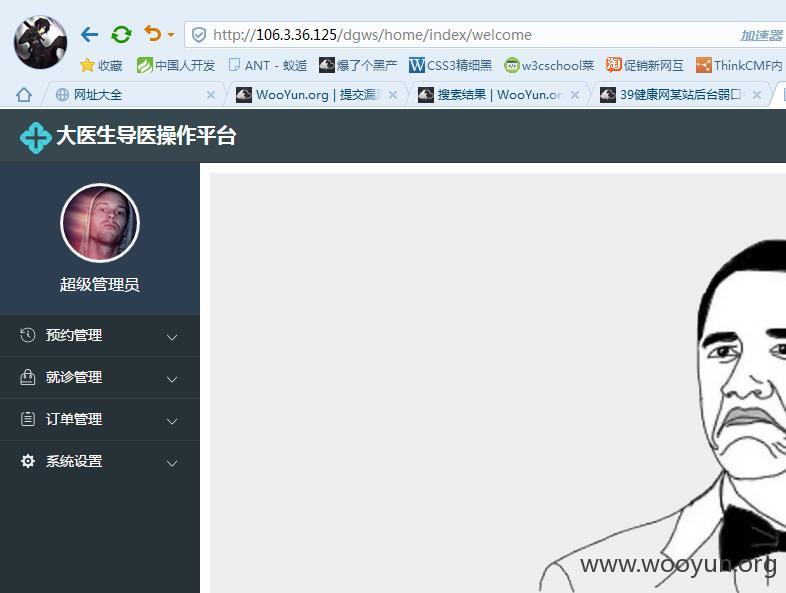 http://106.3.36.125/dgws/home/index/welcome
加速器
收藏
中国人开发
ANT - 蚁逅
爆了个黑产
CSS3精细黑
w3cschool菜
促销新网互
ThinkCMF内
网址大全
WooYun.org | 提交漏
搜索结果 | WooYun.or
39健康网某站后台弱口
大医生导医操作平台
超级管理员
预约管理
就诊管理
订单管理
系统设置
www.wooyun.org